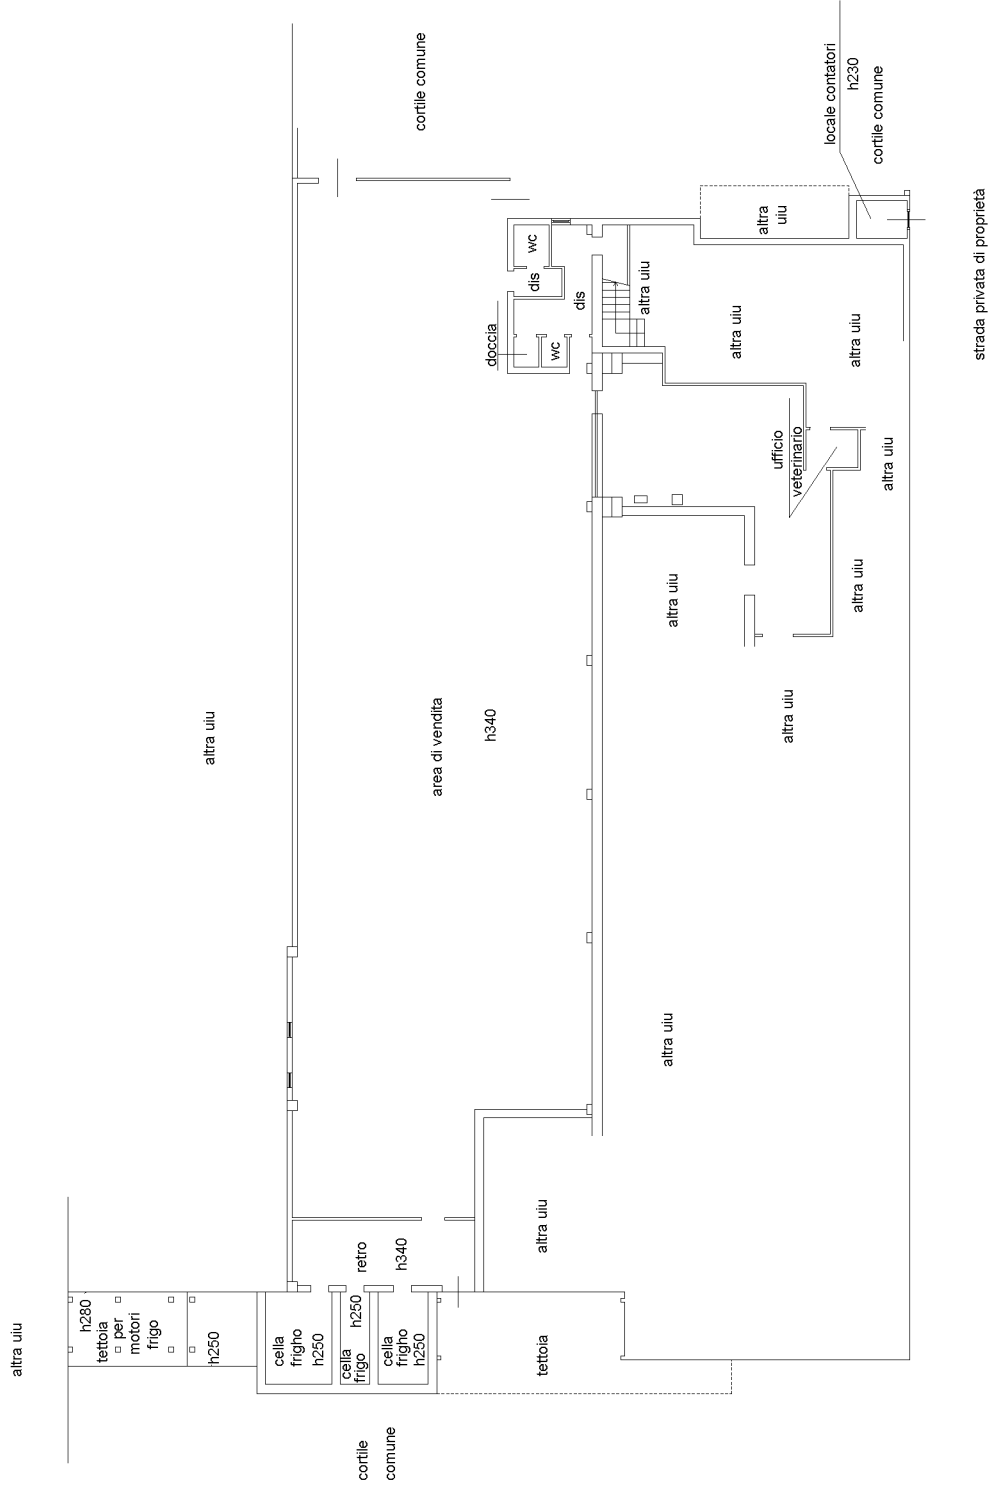 cortile comune
locale contatori
h230
cortile comune
strada privata di proprietà
altra
uiu
wc
dis
dis
doccia
wc
altra uiu
altra uiu
altra uiu
ufficio
veterinario
altra uiu
altra uiu
altra uiu
altra uiu
altra uiu
area di vendita
h340
altra uiu
altra uiu
retro
h340
h280
tettoia
per
motori
frigo
h250
cella
frigho
h250
cella
frigo
h250
cella
frigho
h250
tettoia
altra uiu
cortile
comune